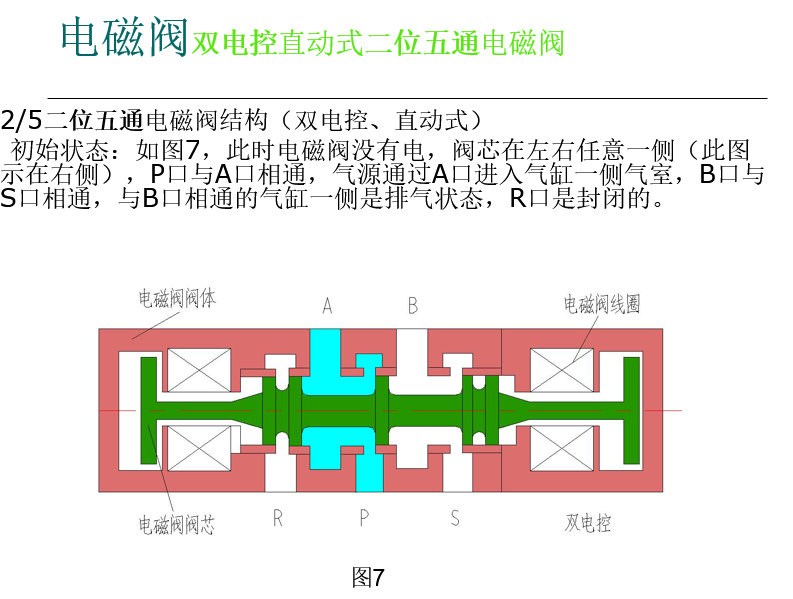 电磁阀双电控直动式二位五通电磁阀
2/5二位五通电磁阀结构（双电控、直动式）
初始状态：如图7，此时电磁阀没有电，阀芯在左右任意一侧（此图
示在右侧），P口与A口相通，气源通过A口进入气缸一侧气室，B口与
S口相通，与B口相通的气缸一侧是排气状态，R口是封闭的。
电磁阀阀体
A
B
电磁阀线圈
电磁阀阀芯
R
P
S
双电控
图7